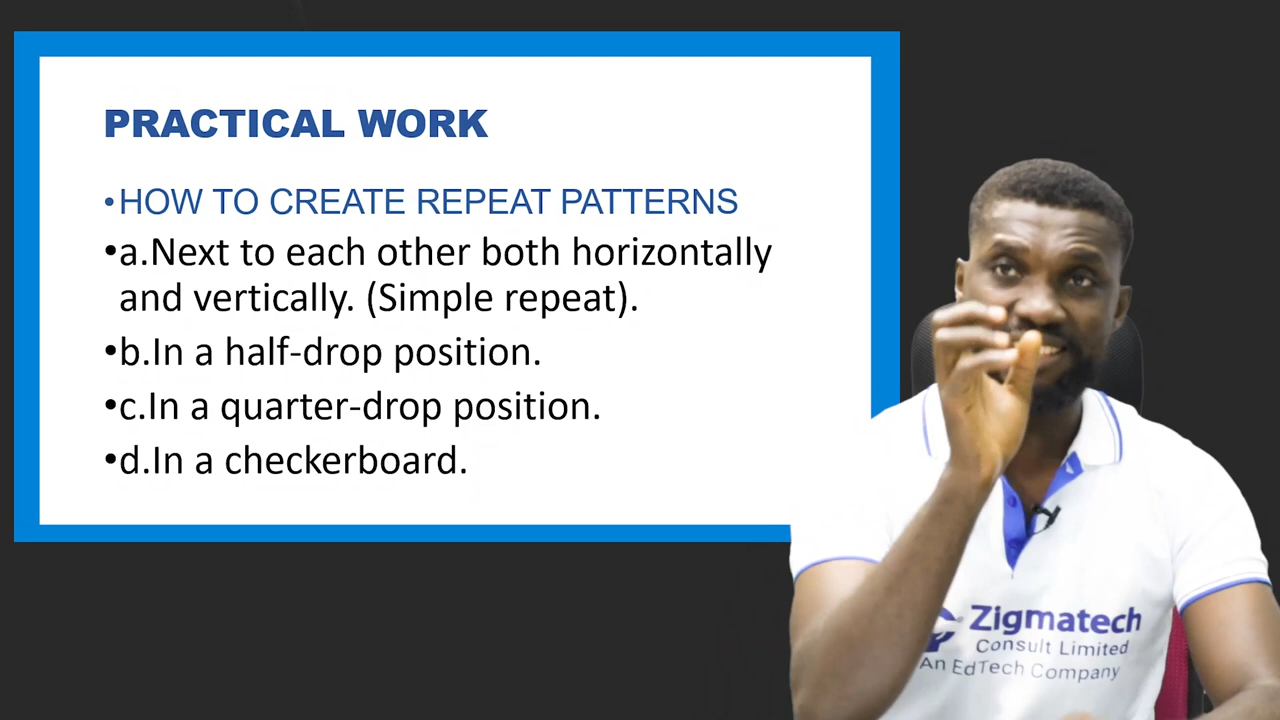 PRACTICAL WORK
•HOW TO CREATE REPEAT PATTERNS
•a.Next to each other both horizontally
and vertically. (Simple repeat).
•b.In a half-drop position.
•c.In a quarter-drop position.
•d.In a checkerboard.
Zigmatech
Consult Limited
An EdTech Company